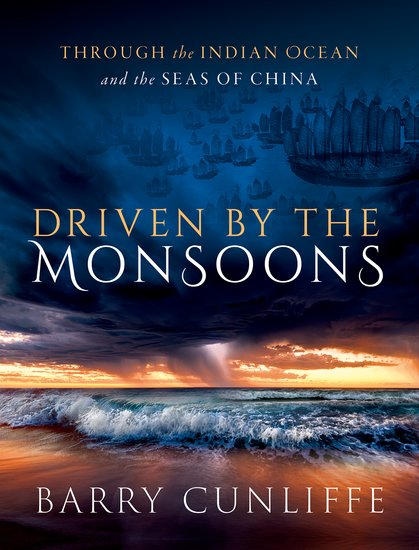 THROUGH the INDIAN OCEAN
and the SEAS OF CHINA
DRIVEN BY THE
MONSOONS
BARRY CUNLIFFE